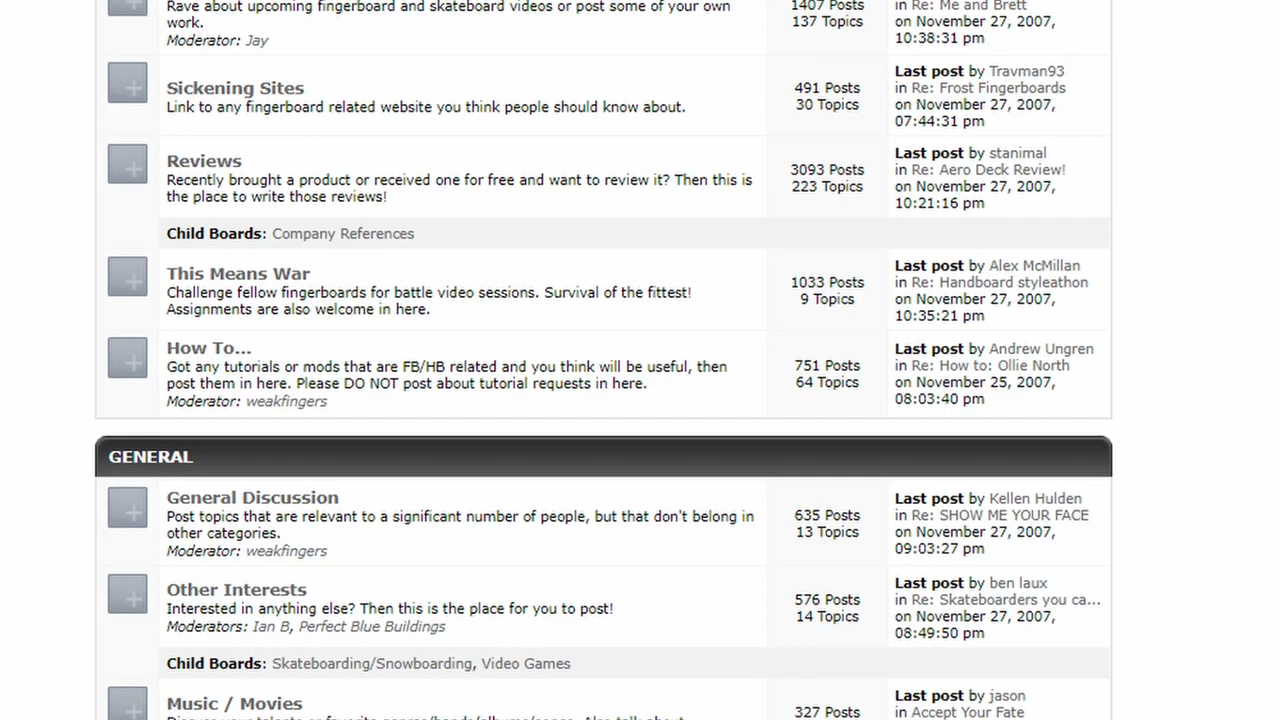 Rave about upcoming fingerboard and skateboard videos or post some of your own
work.
Moderator: Jay
1407 Posts
137 Topics
in Re: Me and Brett
on November 27, 2007,
10:38:31 pm
Sickening Sites
Link to any fingerboard related website you think people should know about.
491 Posts
30 Topics
Last post by Travman93
in Re: Frost Fingerboards
on November 27, 2007,
07:44:31 pm
Reviews
Recently brought a product or received one for free and want to review it? Then this is
the place to write those reviews!
3093 Posts
223 Topics
Last post by stanimal
in Re: Aero Deck Review!
on November 27, 2007,
10:21:16 pm
Child Boards: Company References
This Means War
Challenge fellow fingerboards for battle video sessions. Survival of the fittest!
Assignments are also welcome in here.
1033 Posts
9 Topics
Last post by Alex McMillan
in Re: Handboard styleathon
on November 27, 2007,
10:35:21 pm
How To...
Got any tutorials or mods that are FB/HB related and you think will be useful, then
post them in here. Please DO NOT post about tutorial requests in here.
Moderator: weakfingers
751 Posts
64 Topics
Last post by Andrew Ungren
in Re: How to: Ollie North
on November 25, 2007,
08:03:40 pm
GENERAL
General Discussion
Post topics that are relevant to a significant number of people, but that don't belong in
other categories.
Moderator: weakfingers
635 Posts
13 Topics
Last post by Kellen Hulden
in Re: SHOW ME YOUR FACE
on November 27, 2007,
09:03:27 pm
Other Interests
Interested in anything else? Then this is the place for you to post!
Moderators: Ian B, Perfect Blue Buildings
576 Posts
14 Topics
Last post by ben laux
in Re: Skateboarders you ca...
on November 27, 2007,
08:49:50 pm
Child Boards: Skateboarding/Snowboarding, Video Games
Music / Movies
327 Posts
Last post by jason
in Accept Your Fate